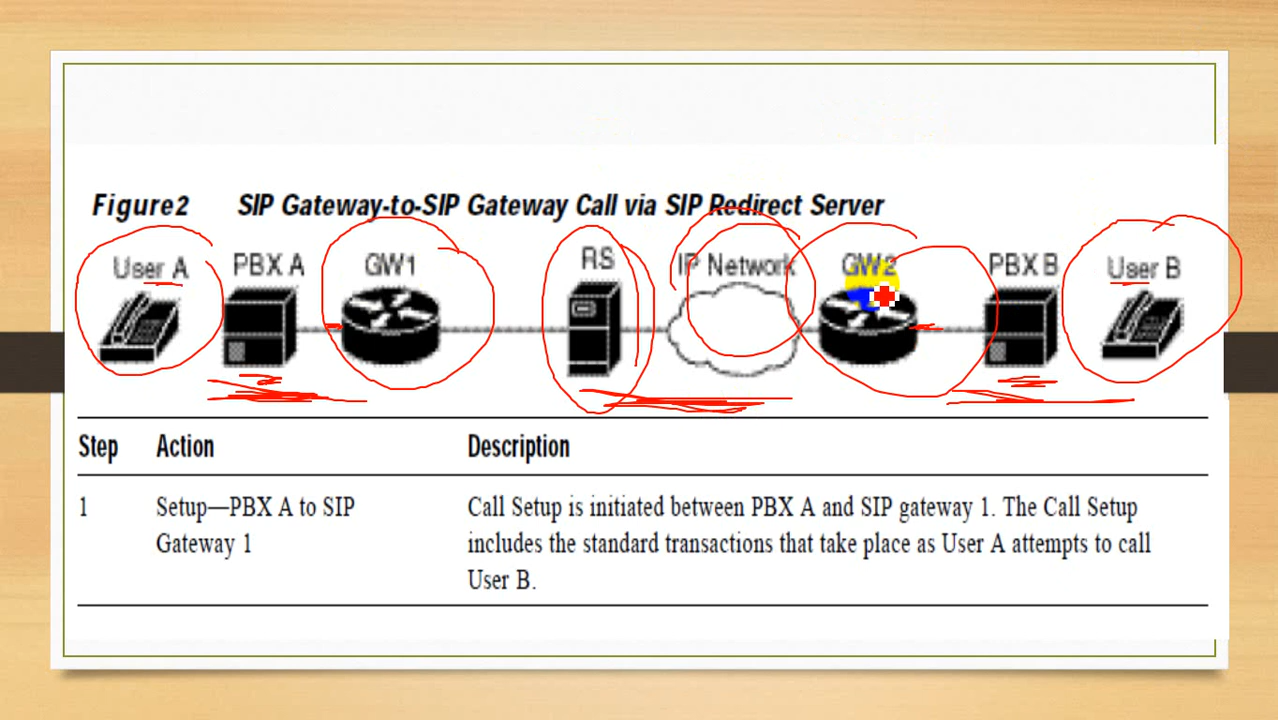 Figure2 SIP Gateway-to-SIP Gateway Call via SIP Redirect Server
User A PBX A GW1 RS IP Network GW2 PBX B User B
Step Action Description
1 Setup—PBX A to SIP Call Setup is initiated between PBX A and SIP gateway 1. The Call Setup
Gateway 1 includes the standard transactions that take place as User A attempts to call
User B.